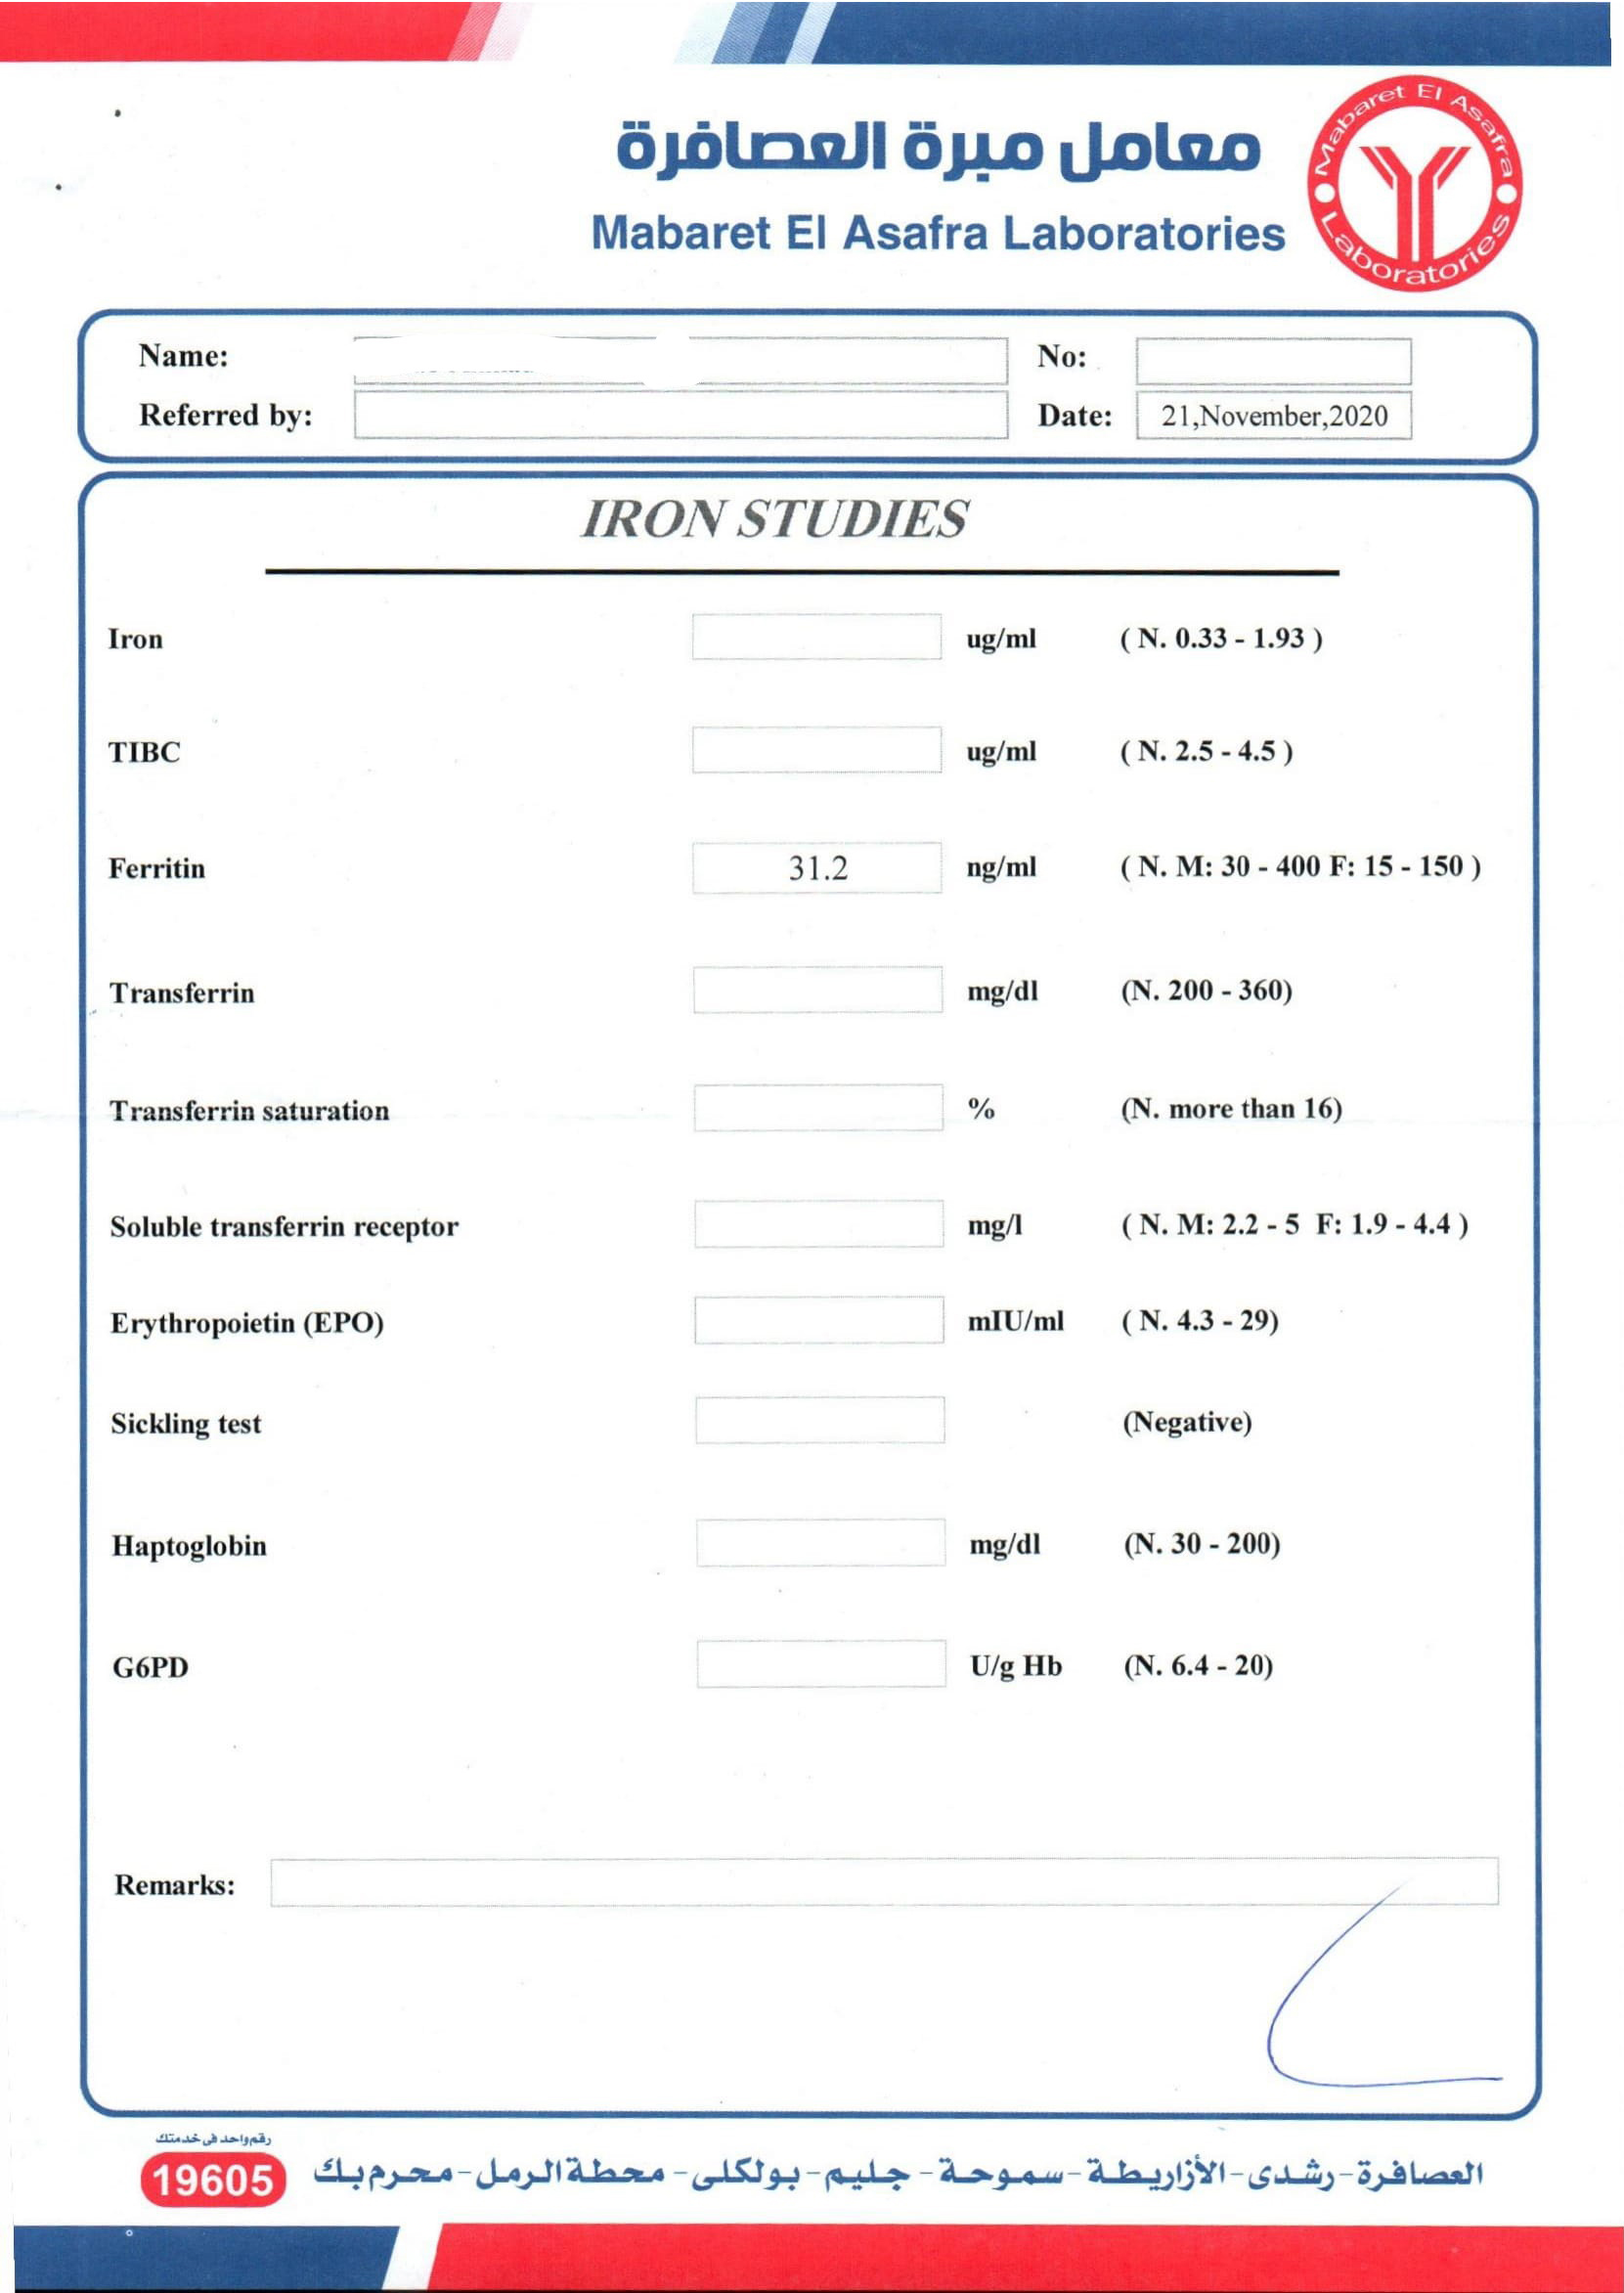 معامل مبرة العصافرة
Mabaret El Asafra Laboratories
Mabaret El Asafra
Laboratories
Name:
No:
Referred by:
Date: 21,November,2020
IRON STUDIES
Iron ug/ml ( N. 0.33 - 1.93 )
TIBC ug/ml ( N. 2.5 - 4.5 )
Ferritin 31.2 ng/ml ( N. M: 30 - 400 F: 15 - 150 )
Transferrin mg/dl (N. 200 - 360)
Transferrin saturation % (N. more than 16)
Soluble transferrin receptor mg/l ( N. M: 2.2 - 5 F: 1.9 - 4.4 )
Erythropoietin (EPO) mIU/ml ( N. 4.3 - 29)
Sickling test (Negative)
Haptoglobin mg/dl (N. 30 - 200)
G6PD U/g Hb (N. 6.4 - 20)
Remarks:
رقم واحد فى خدمتك
19605
العصافرة - رشدى - الأزاريطة - سموحة - جليم - بولكلى - محطة الرمل - محرم بك